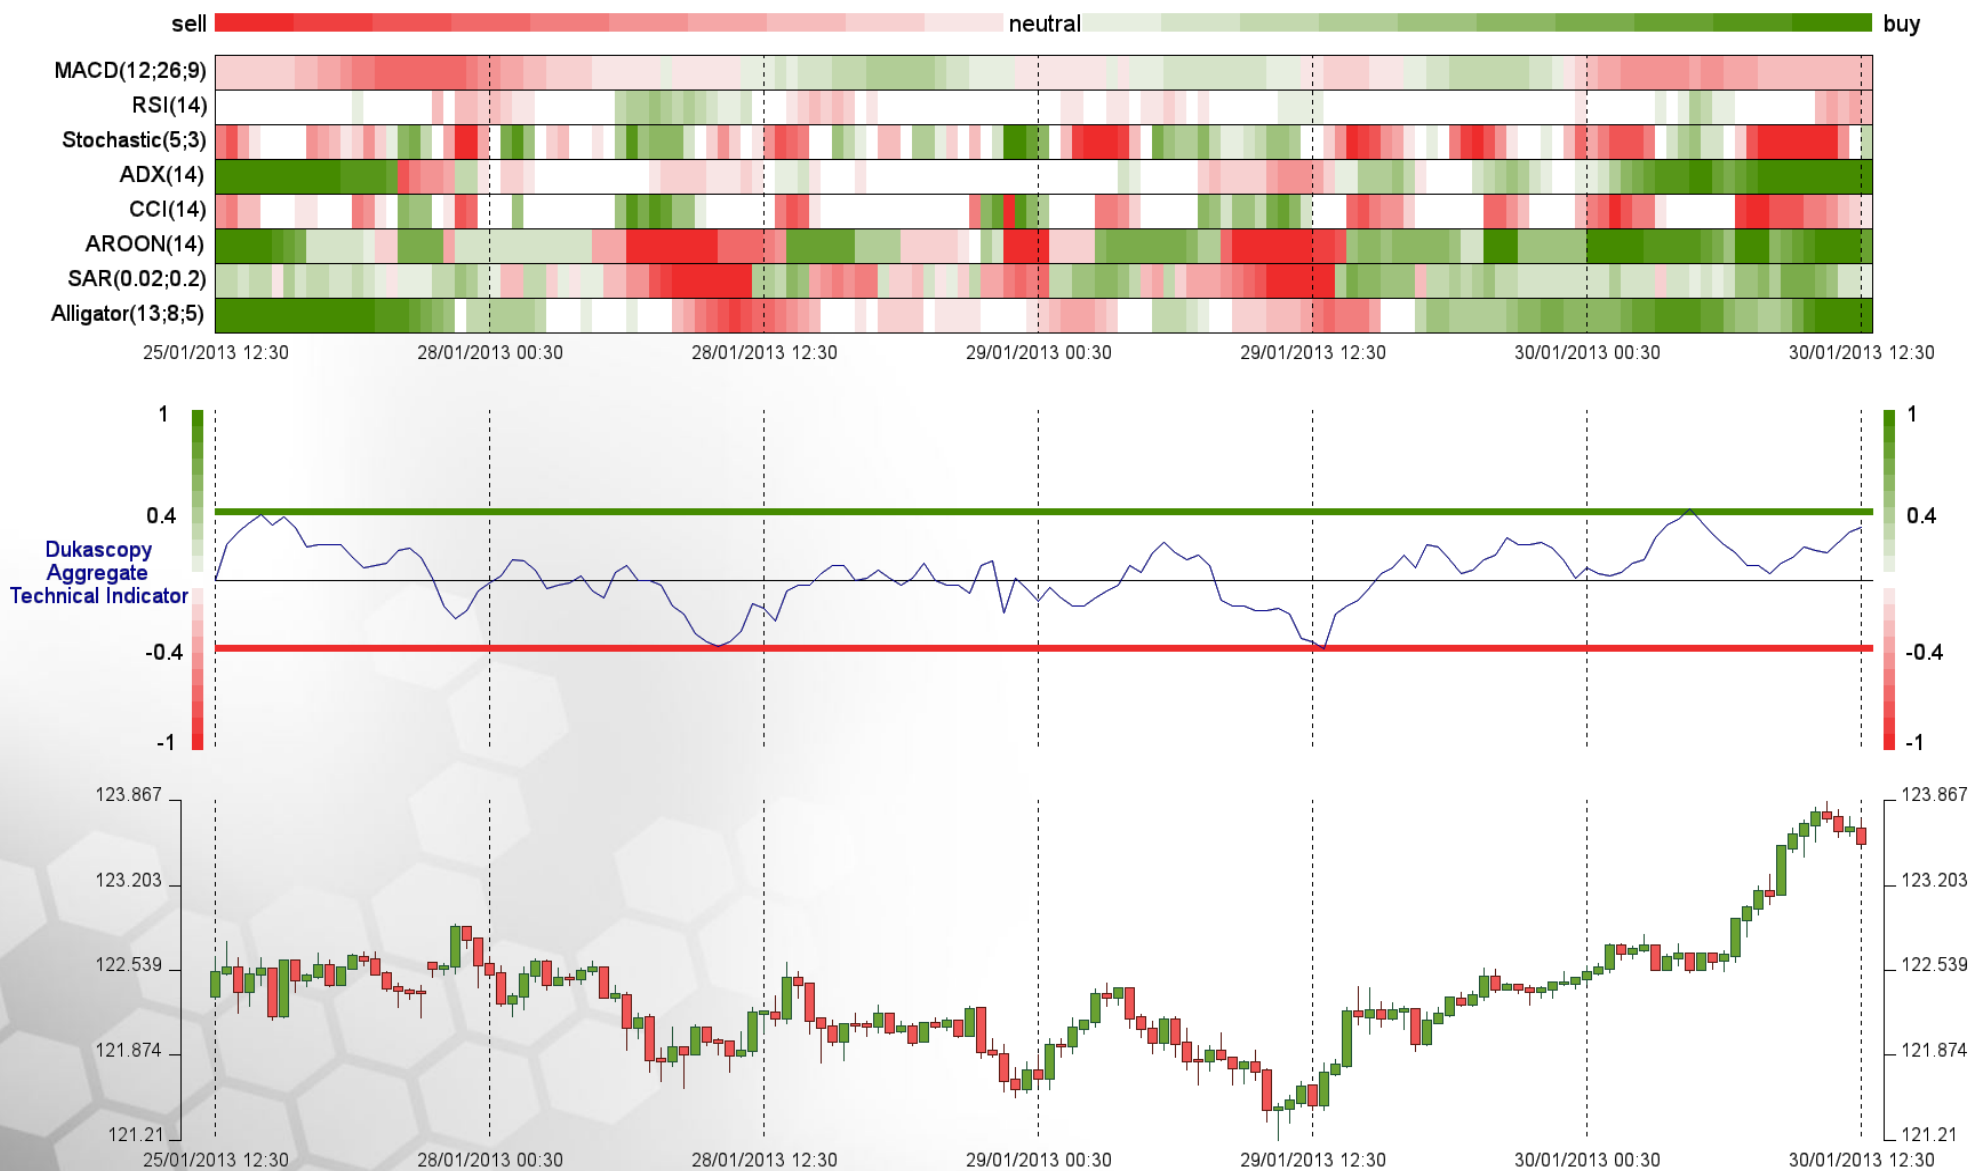 sell neutral buy
MACD(12;26;9)
RSI(14)
Stochastic(5;3)
ADX(14)
CCI(14)
AROON(14)
SAR(0.02;0.2)
Alligator(13;8;5)
25/01/2013 12:30 28/01/2013 00:30 28/01/2013 12:30 29/01/2013 00:30 29/01/2013 12:30 30/01/2013 00:30 30/01/2013 12:30
1 1
0.4 0.4
Dukascopy
Aggregate
Technical Indicator
-0.4 -0.4
-1 -1
123.867 123.867
123.203 123.203
122.539 122.539
121.874 121.874
121.21 121.21
25/01/2013 12:30 28/01/2013 00:30 28/01/2013 12:30 29/01/2013 00:30 29/01/2013 12:30 30/01/2013 00:30 30/01/2013 12:30